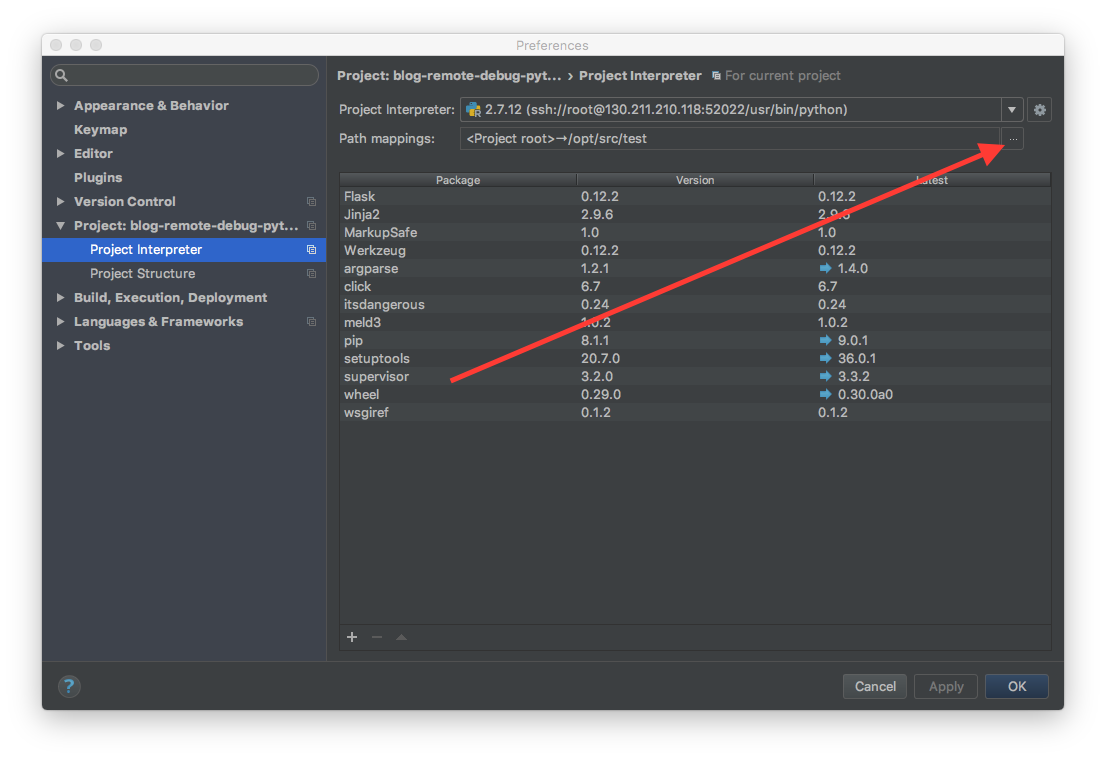 Preferences
Project: blog-remote-debug-pyt... › Project Interpreter For current project
Appearance & Behavior
Keymap
Editor
Plugins
Version Control
Project: blog-remote-debug-pyt...
Project Interpreter
Project Structure
Build, Execution, Deployment
Languages & Frameworks
Tools
Project Interpreter: 2.7.12 (ssh://root@130.211.210.118:52022/usr/bin/python)
Path mappings: <Project root>→/opt/src/test ...
Package Version Latest
Flask 0.12.2 0.12.2
Jinja2 2.9.6 2.9.6
MarkupSafe 1.0 1.0
Werkzeug 0.12.2 0.12.2
argparse 1.2.1 1.4.0
click 6.7 6.7
itsdangerous 0.24 0.24
meld3 1.0.2 1.0.2
pip 8.1.1 9.0.1
setuptools 20.7.0 36.0.1
supervisor 3.2.0 3.3.2
wheel 0.29.0 0.30.0a0
wsgiref 0.1.2 0.1.2
? Cancel Apply OK